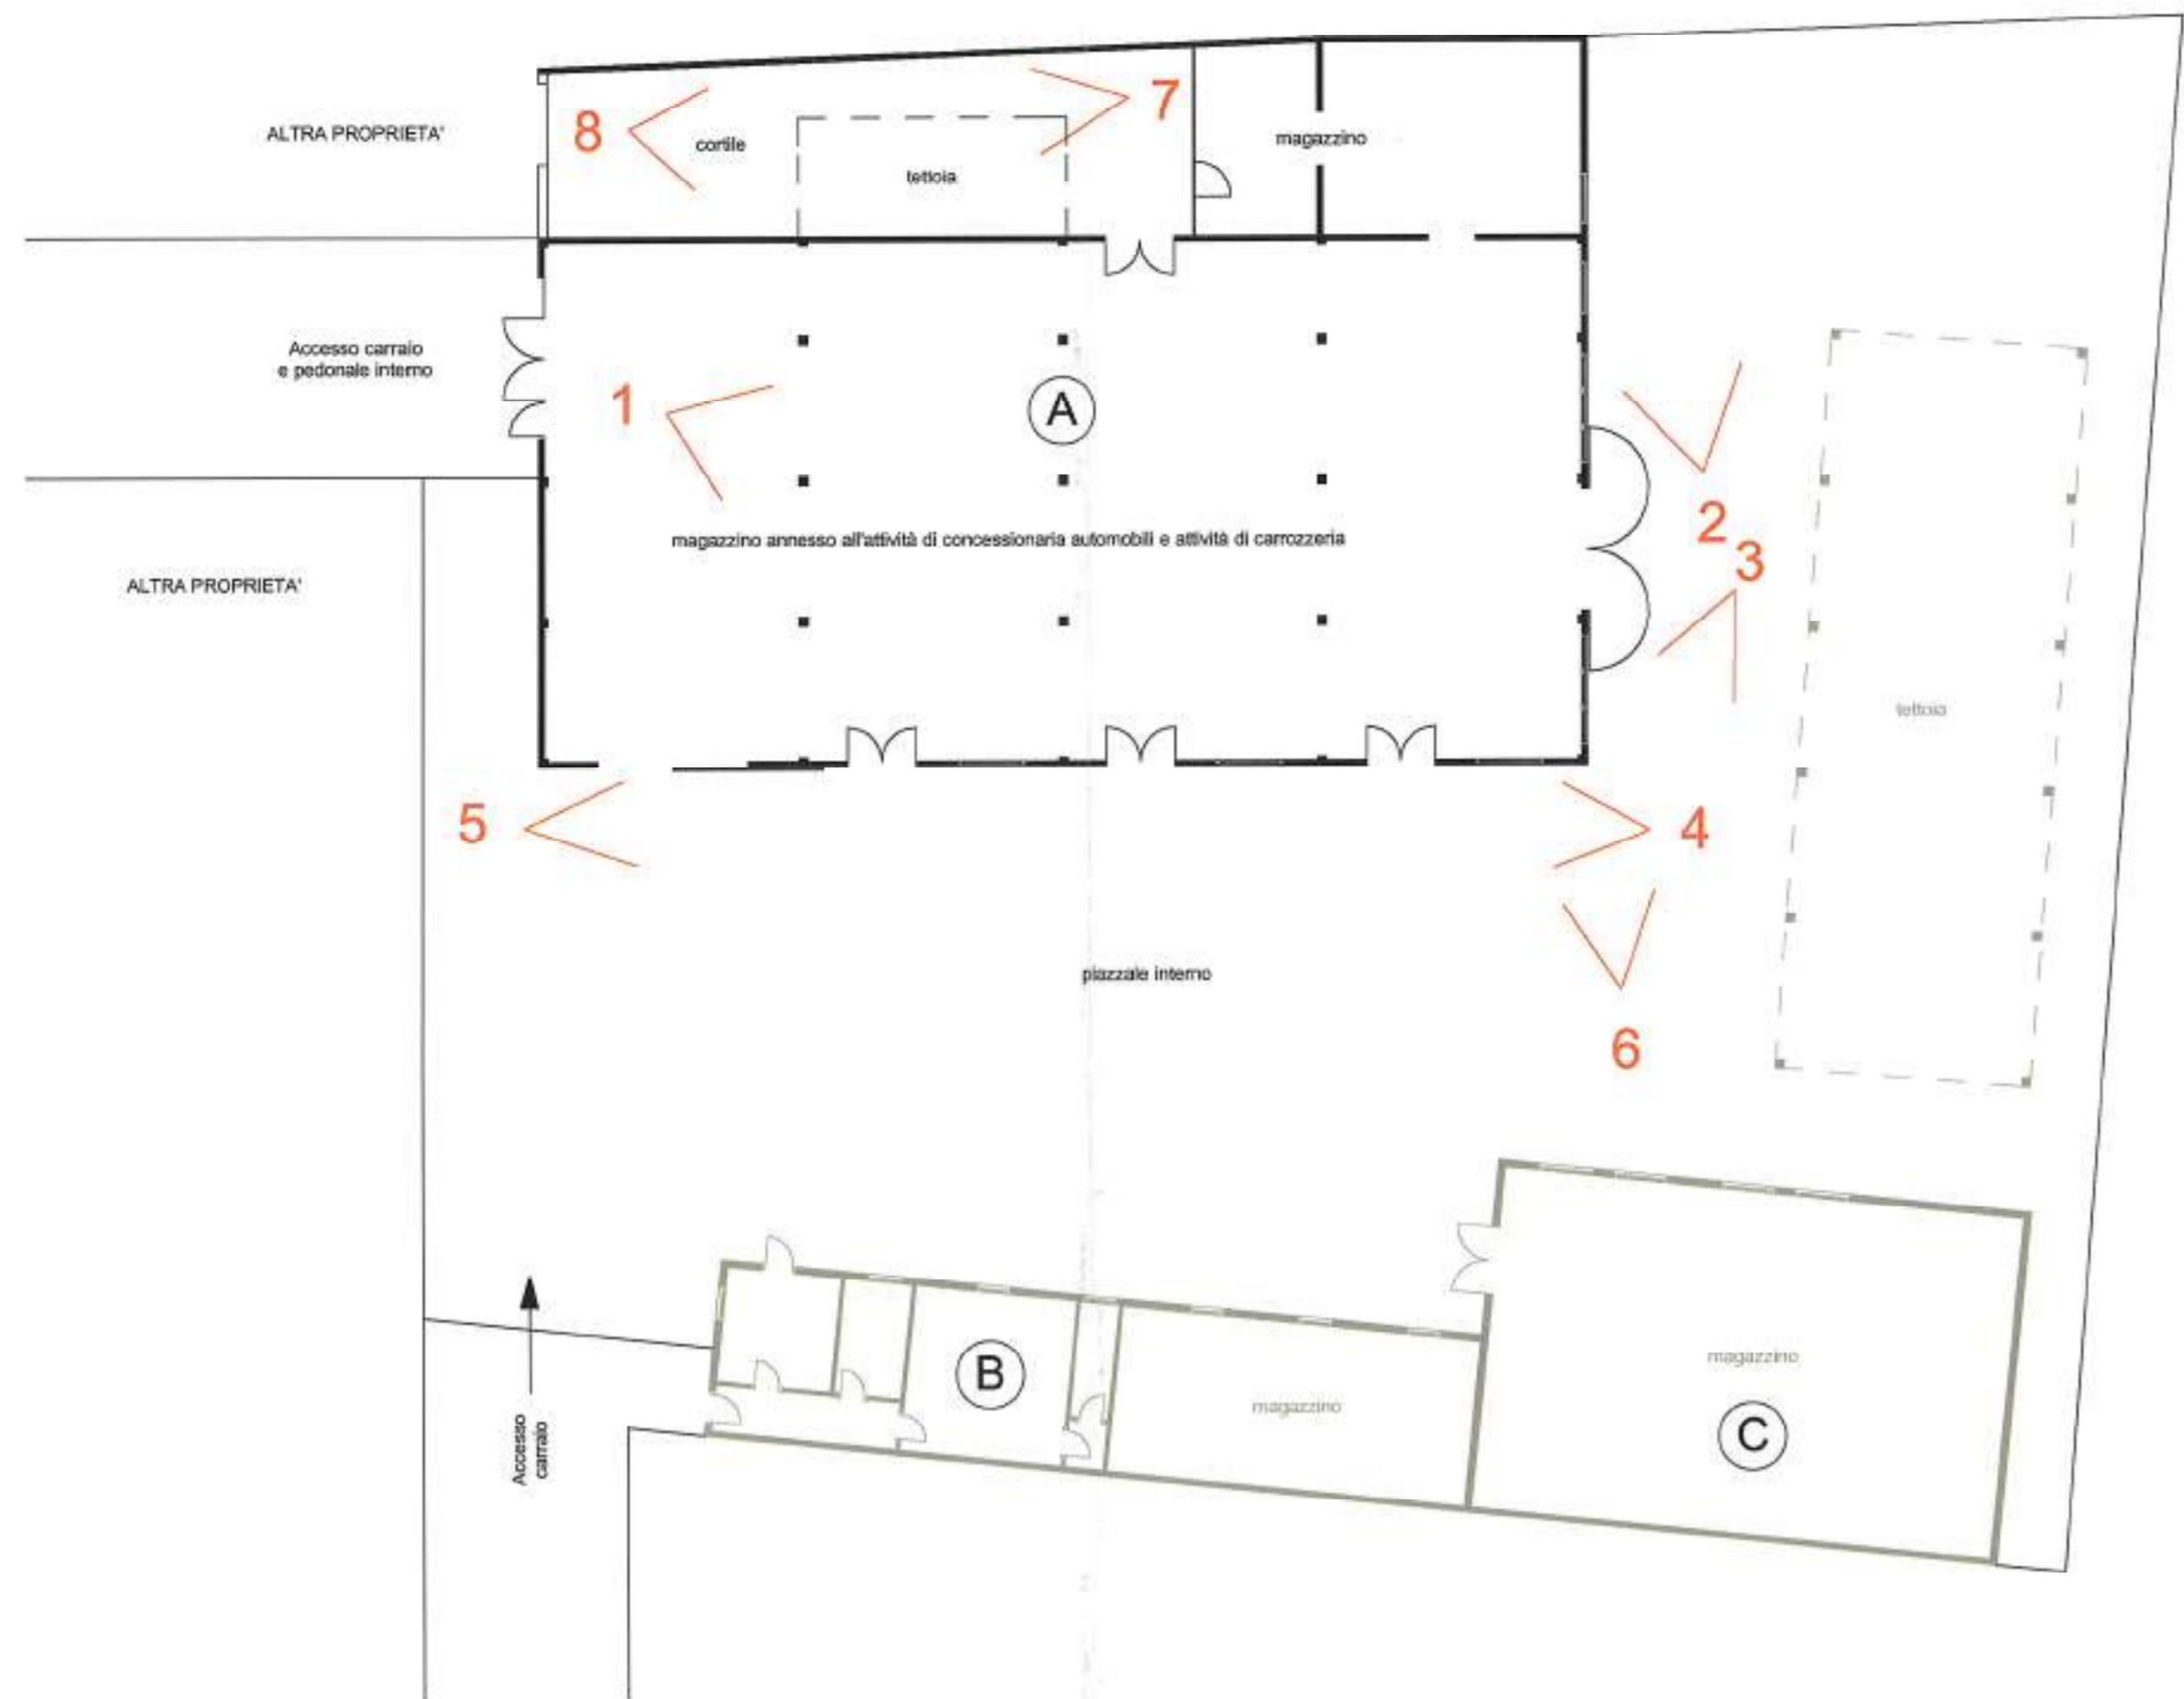 ALTRA PROPRIETA'
8
cortile
tettoia
7
magazzino
Accesso carraio
e pedonale interno
1
A
2
3
magazzino annesso all'attività di concessionaria automobili e attività di carrozzeria
ALTRA PROPRIETA'
tettoia
5
4
piazzale interno
6
B
magazzino
magazzino
C
Accesso
carraio